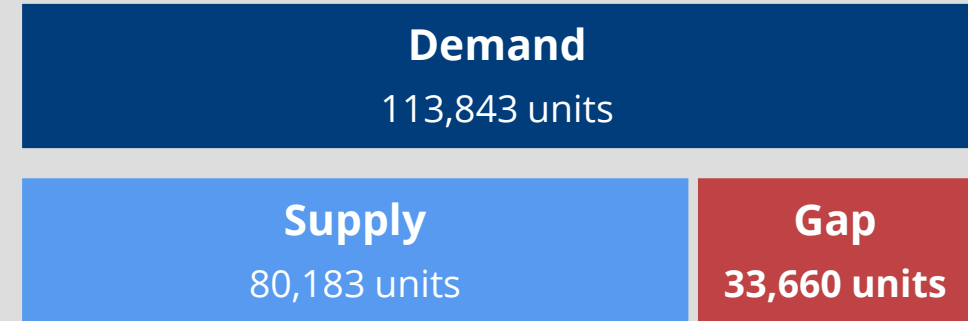 Demand
113,843 units
Supply
80,183 units
Gap
33,660 units